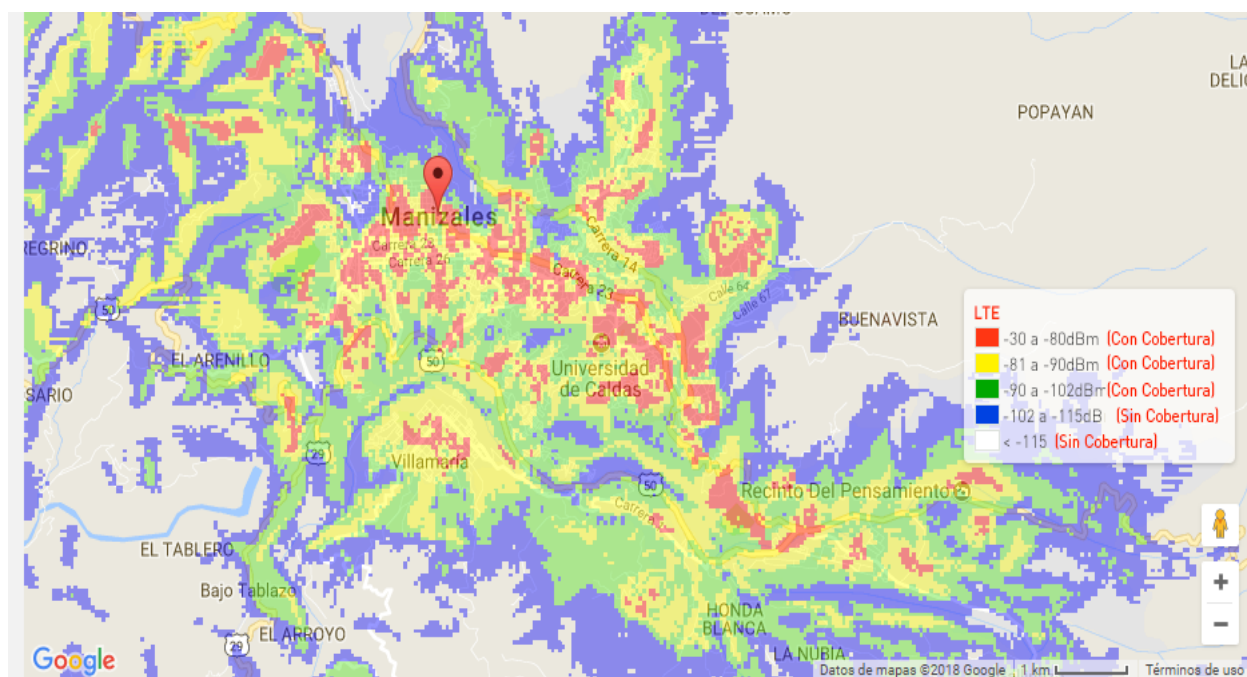 POPAYAN
Manizales
Carrera 23
Carrera 26
Carrera 14
Carrera 23
Calle 64
Calle 67
50
BUENAVISTA
EL ARENILLO
50
Universidad
de Caldas
LTE
-30 a -80dBm (Con Cobertura)
-81 a -90dBm (Con Cobertura)
-90 a -102dBm (Con Cobertura)
-102 a -115dB (Sin Cobertura)
< -115 (Sin Cobertura)
SARIO
29
Villamaría
50
Recinto Del Pensamiento
EL TABLERO
Bajo Tablazo
HONDA
BLANCA
EL ARROYO
29
LA NUBIA
+
−
Google
Datos de mapas ©2018 Google
1 km
Términos de uso